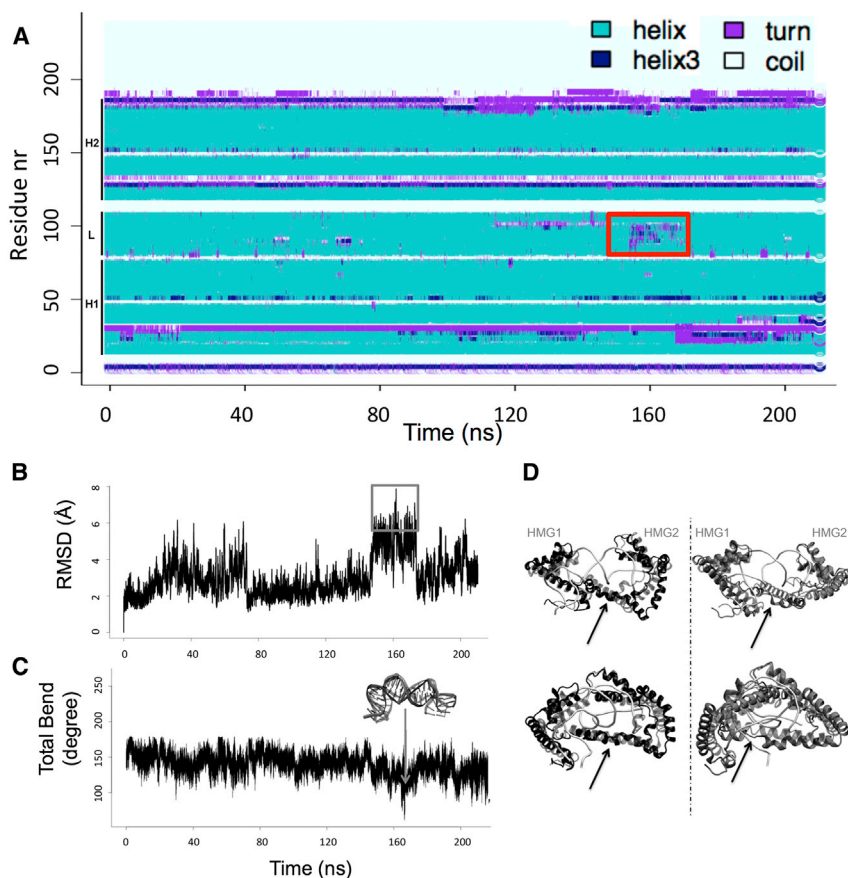 A
helix
turn
helix3
coil
200
150
100
50
0
Residue nr
H2
L
H1
0
40
80
120
160
200
Time (ns)
B
8
6
4
2
0
RMSD (Å)
0
40
80
120
160
200
C
250
200
150
100
Total Bend
(degree)
0
40
80
120
160
200
Time (ns)
D
HMG1
HMG2
HMG1
HMG2